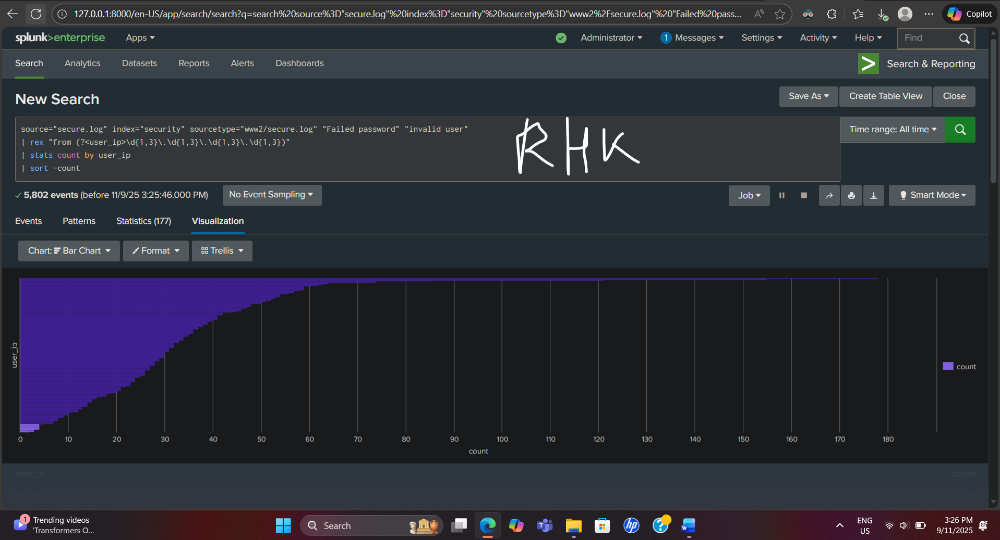 127.0.0.1:8000/en-US/app/search/search?q=search%20source%3D"secure.log"%20index%3D"security"%20sourcetype%3D"www2%2Fsecure.log"%20"Failed%20pass...
Copilot
splunk>enterprise
Apps
Administrator
1 Messages
Settings
Activity
Help
Find
Search
Analytics
Datasets
Reports
Alerts
Dashboards
> Search & Reporting
New Search
Save As
Create Table View
Close
source="secure.log" index="security" sourcetype="www2/secure.log" "Failed password" "invalid user"
| rex "from (?<user_ip>\d{1,3}\.\d{1,3}\.\d{1,3}\.\d{1,3})"
| stats count by user_ip
| sort -count
RHK
Time range: All time
5,802 events (before 11/9/25 3:25:46.000 PM)
No Event Sampling
Job
Smart Mode
Events
Patterns
Statistics (177)
Visualization
Chart: Bar Chart
Format
Trellis
user_ip
0 10 20 30 40 50 60 70 80 90 100 110 120 130 140 150 160 170 180
count
count
user_ip
count
178
1
Trending videos
'Transformers O...
Search
ENG
US
3:26 PM
9/11/2025